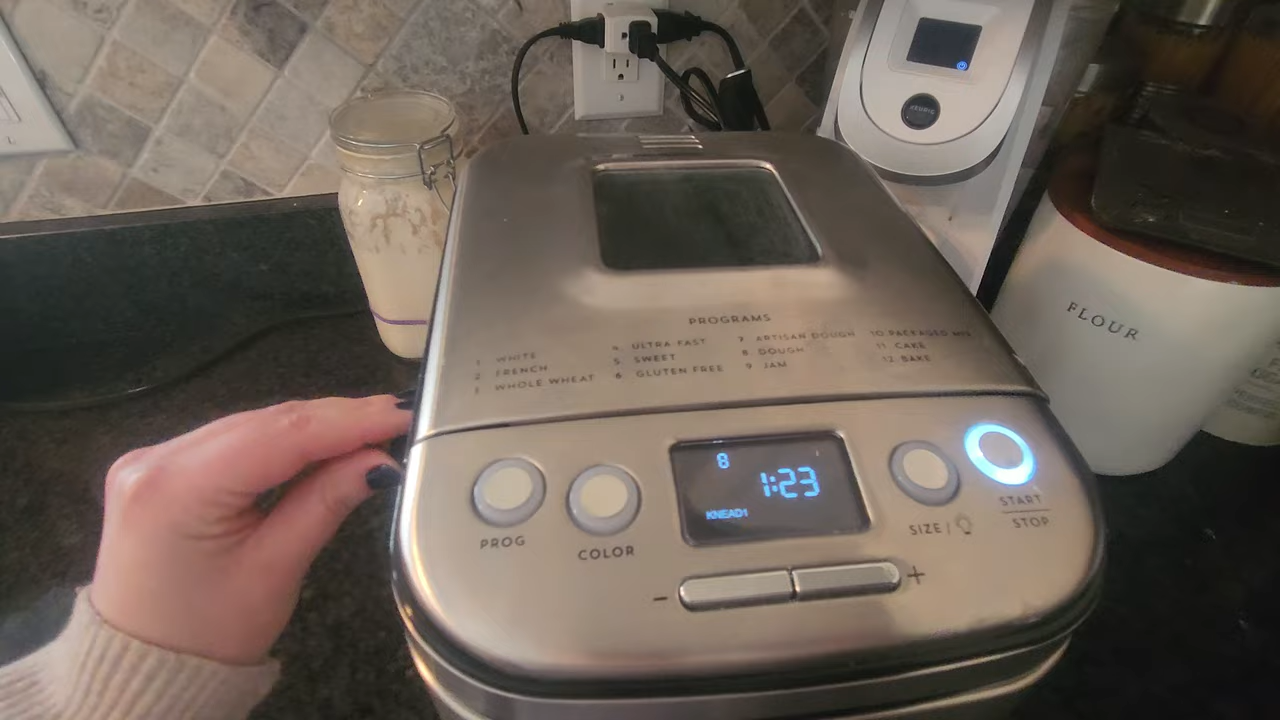 KEURIG
FLOUR
PROGRAMS
1 WHITE
2 FRENCH
3 WHOLE WHEAT
4. ULTRA FAST
5 SWEET
6 GLUTEN FREE
7 ARTISAN DOUGH
8. DOUGH
9 JAM
10 PACKAGED MIX
11. CAKE
12 BAKE
8
1:23
KNEAD1
PROG
COLOR
SIZE /
START
STOP
- +